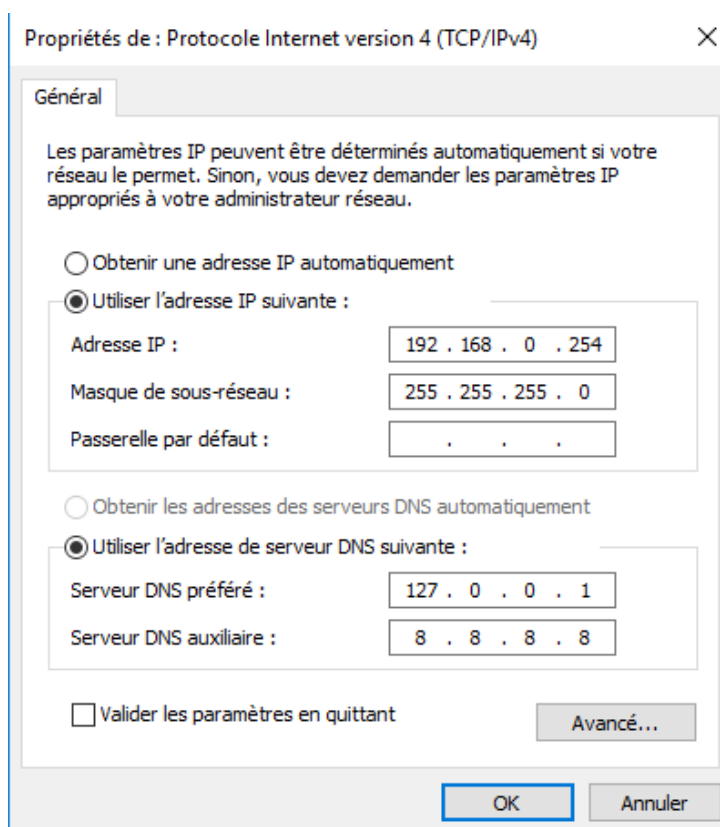 Propriétés de : Protocole Internet version 4 (TCP/IPv4)
Général
Les paramètres IP peuvent être déterminés automatiquement si votre
réseau le permet. Sinon, vous devez demander les paramètres IP
appropriés à votre administrateur réseau.
Obtenir une adresse IP automatiquement
Utiliser l'adresse IP suivante :
Adresse IP : 192 . 168 . 0 . 254
Masque de sous-réseau : 255 . 255 . 255 . 0
Passerelle par défaut : . . .
Obtenir les adresses des serveurs DNS automatiquement
Utiliser l'adresse de serveur DNS suivante :
Serveur DNS préféré : 127 . 0 . 0 . 1
Serveur DNS auxiliaire : 8 . 8 . 8 . 8
Valider les paramètres en quittant
Avancé...
OK Annuler